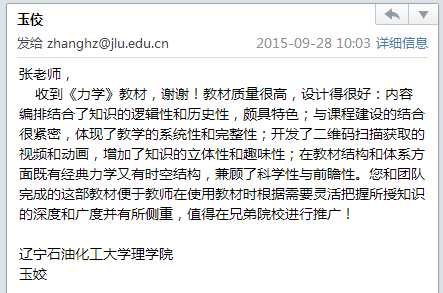 玉姣
发给 zhanghz@jlu.edu.cn 2015-09-28 10:03 详细信息
张老师，
收到《力学》教材，谢谢！教材质量很高，设计得很好：内容
编排结合了知识的逻辑性和历史性，颇具特色；与课程建设的结合
很紧密，体现了教学的系统性和完整性；开发了二维码扫描获取的
视频和动画，增加了知识的立体性和趣味性；在教材结构和体系方
面既有经典力学又有时空结构，兼顾了科学性与前瞻性。您和团队
完成的这部教材便于教师在使用教材时根据需要灵活把握所授知识
的深度和广度并有所侧重，值得在兄弟院校进行推广！
辽宁石油化工大学理学院
玉姣